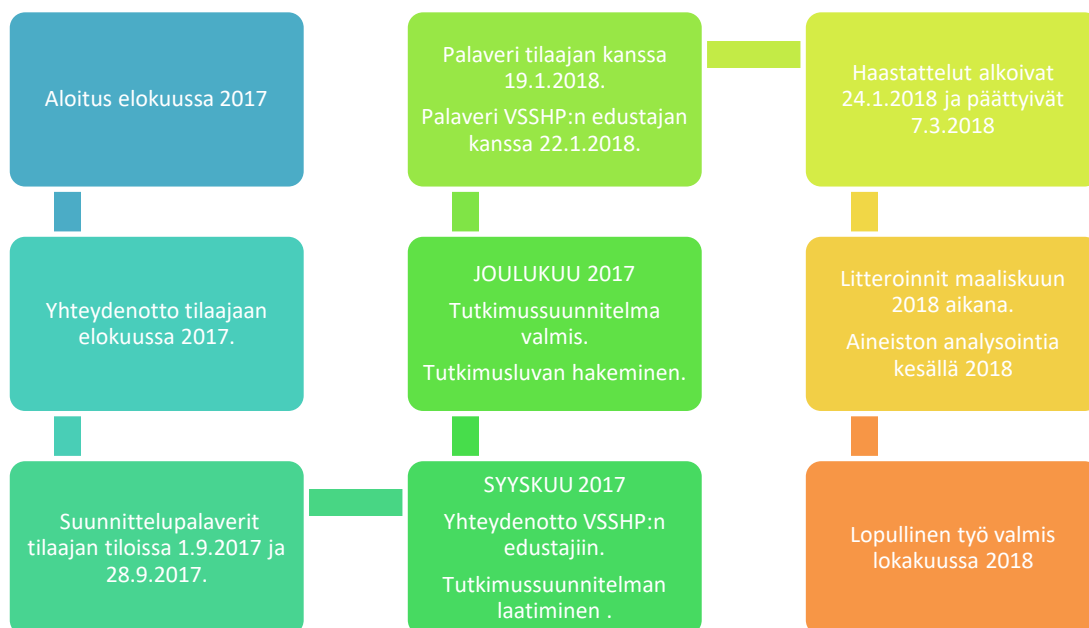 Aloitus elokuussa 2017
Yhteydenotto tilaajaan
elokuussa 2017.
Suunnittelupalaverit
tilaajan tiloissa 1.9.2017 ja
28.9.2017.
SYYSKUU 2017
Yhteydenotto VSSHP:n
edustajiin.
Tutkimussuunnitelman
laatiminen .
JOULUKUU 2017
Tutkimussuunnitelma
valmis.
Tutkimusluvan hakeminen.
Palaveri tilaajan kanssa
19.1.2018.
Palaveri VSSHP:n edustajan
kanssa 22.1.2018.
Haastattelut alkoivat
24.1.2018 ja päättyivät
7.3.2018
Litteroinnit maaliskuun
2018 aikana.
Aineiston analysointia
kesällä 2018
Lopullinen työ valmis
lokakuussa 2018